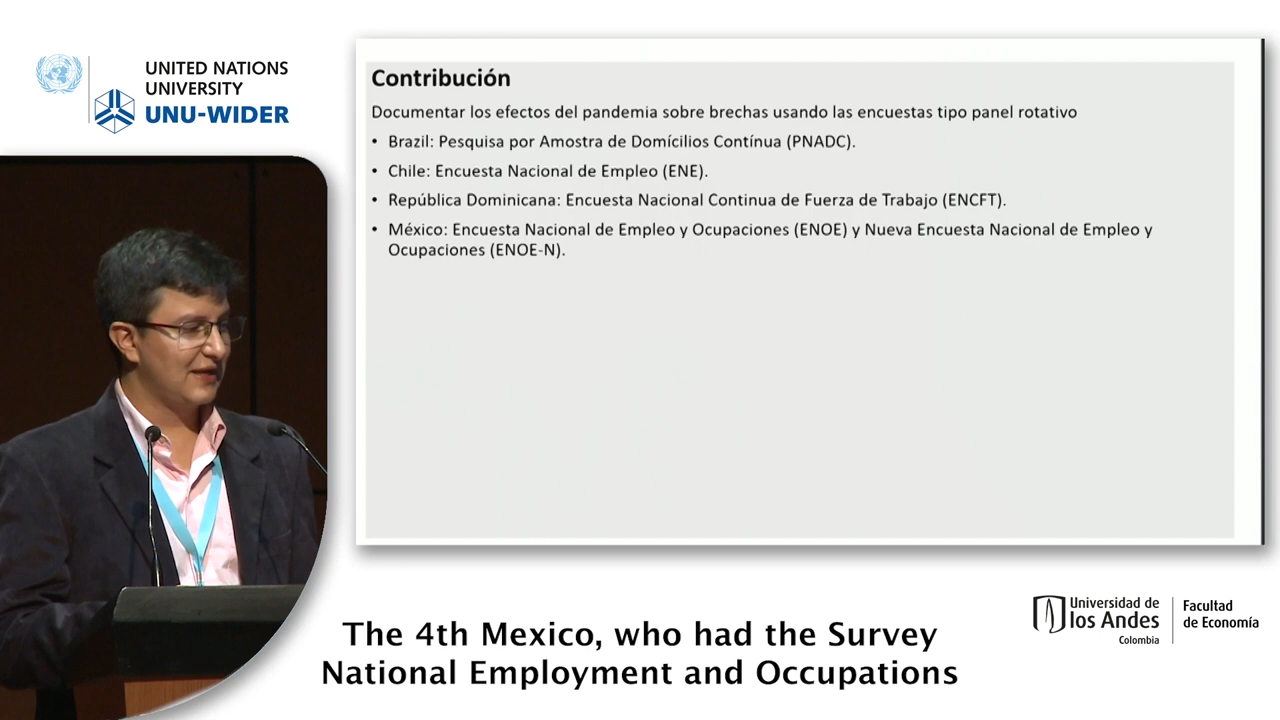 UNITED NATIONS
UNIVERSITY
UNU-WIDER
Contribución
Documentar los efectos del pandemia sobre brechas usando las encuestas tipo panel rotativo
• Brazil: Pesquisa por Amostra de Domícilios Contínua (PNADC).
• Chile: Encuesta Nacional de Empleo (ENE).
• República Dominicana: Encuesta Nacional Continua de Fuerza de Trabajo (ENCFT).
• México: Encuesta Nacional de Empleo y Ocupaciones (ENOE) y Nueva Encuesta Nacional de Empleo y
Ocupaciones (ENOE-N).
Universidad de
los Andes
Colombia
Facultad
de Economía
The 4th Mexico, who had the Survey
National Employment and Occupations